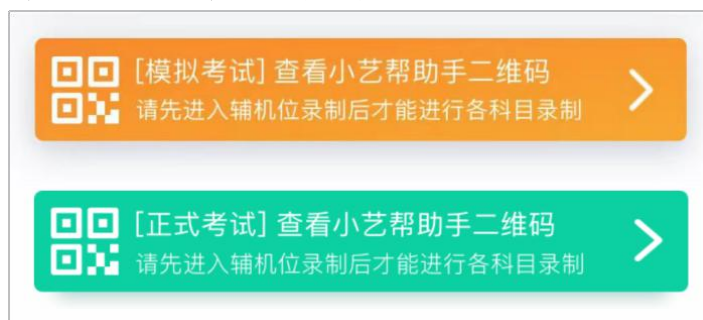 [模拟考试] 查看小艺帮助手二维码
请先进入辅机位录制后才能进行各科目录制
[正式考试] 查看小艺帮助手二维码
请先进入辅机位录制后才能进行各科目录制